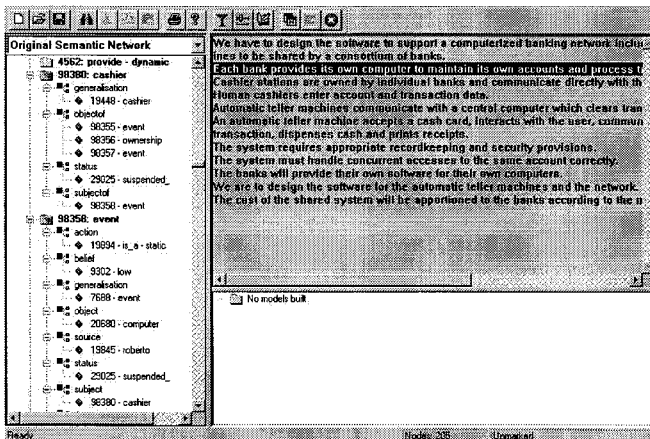 Original Semantic Network
4562: provide - dynamic
98380: cashier
generalisation
19448 - cashier
objectof
98355 - event
98356 - ownership
98357 - event
status
29025 - suspended_
subjectof
98358 - event
98358: event
action
19894 - is_a - static
belief
9302 - low
generalisation
7688 - event
object
20680 - computer
source
19845 - roberto
status
29025 - suspended_
subject
98380 - cashier
We have to design the software to support a computerized banking network inclu
ines to be shared by a consortium of banks.
Each bank provides its own computer to maintain its own accounts and process t
Cashier stations are owned by individual banks and communicate directly with th
Human cashiers enter account and transaction data.
Automatic teller machines communicate with a central computer which clears tran
An automatic teller machine accepts a cash card, interacts with the user, commun
transaction, dispenses cash and prints receipts.
The system requires appropriate recordkeeping and security provisions.
The system must handle concurrent accesses to the same account correctly.
The banks will provide their own software for their own computers.
We are to design the software for the automatic teller machines and the network.
The cost of the shared system will be apportioned to the banks according to the n
No models built
Ready
Nodes: 205
Unmarked